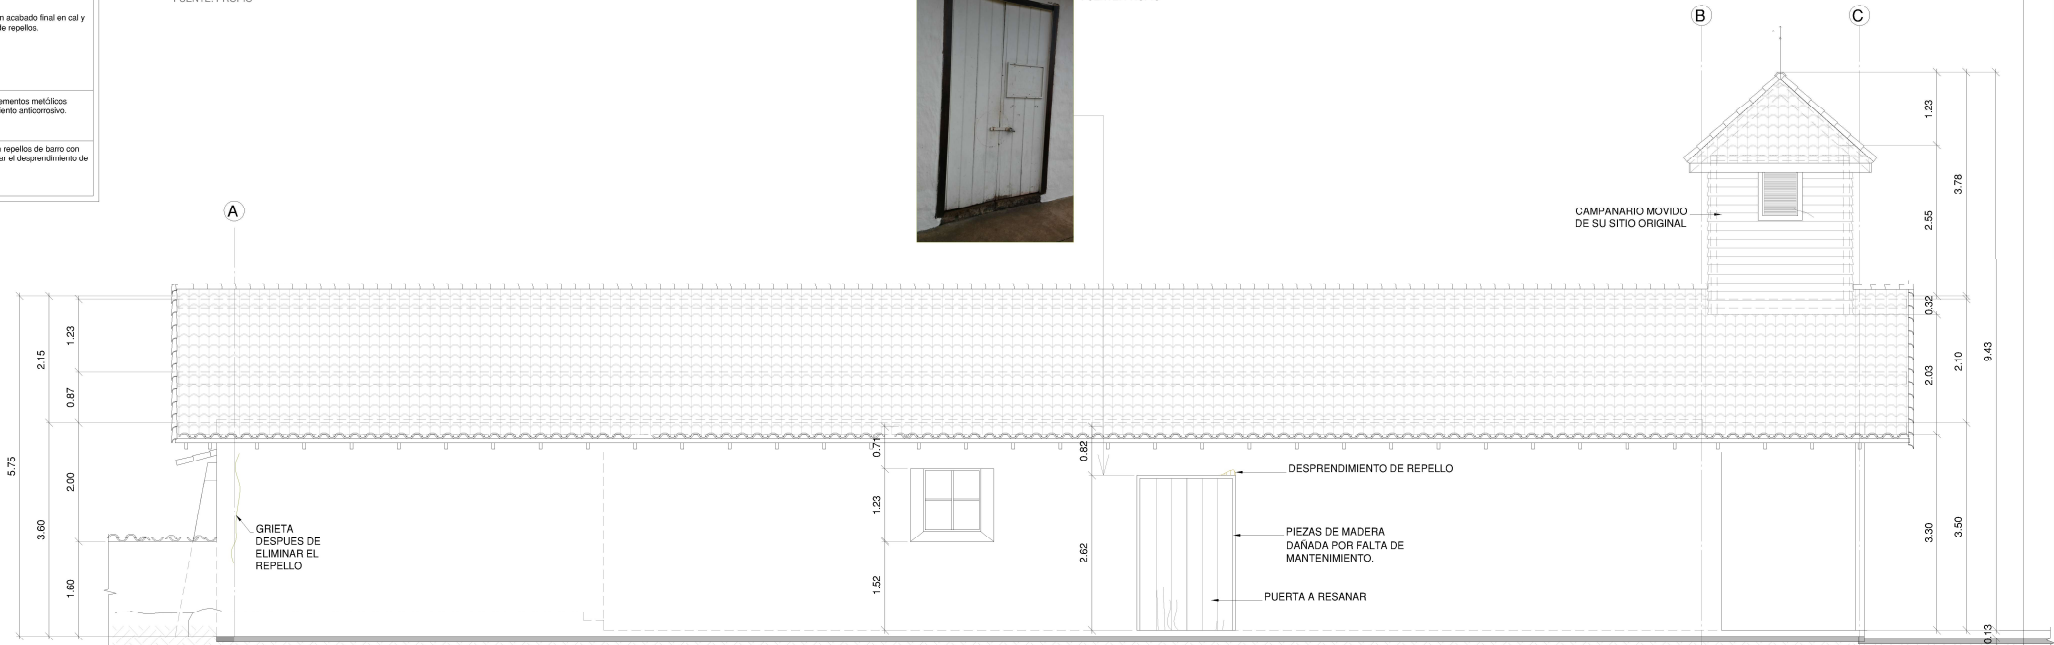 n acabado final en cal y
de repellos.
ementos metálicos
iento anticorrosivo.
repellos de barro con
ar el desprendimiento de
A
B
C
CAMPANARIO MOVIDO
DE SU SITIO ORIGINAL
GRIETA
DESPUES DE
ELIMINAR EL
REPELLO
DESPRENDIMIENTO DE REPELLO
PIEZAS DE MADERA
DAÑADA POR FALTA DE
MANTENIMIENTO.
PUERTA A RESANAR
5.75
2.15
3.60
1.23
0.87
2.00
1.60
0.71
1.23
1.52
0.82
2.62
1.23
2.55
0.32
2.03
3.30
3.78
2.10
3.50
9.43
0.13